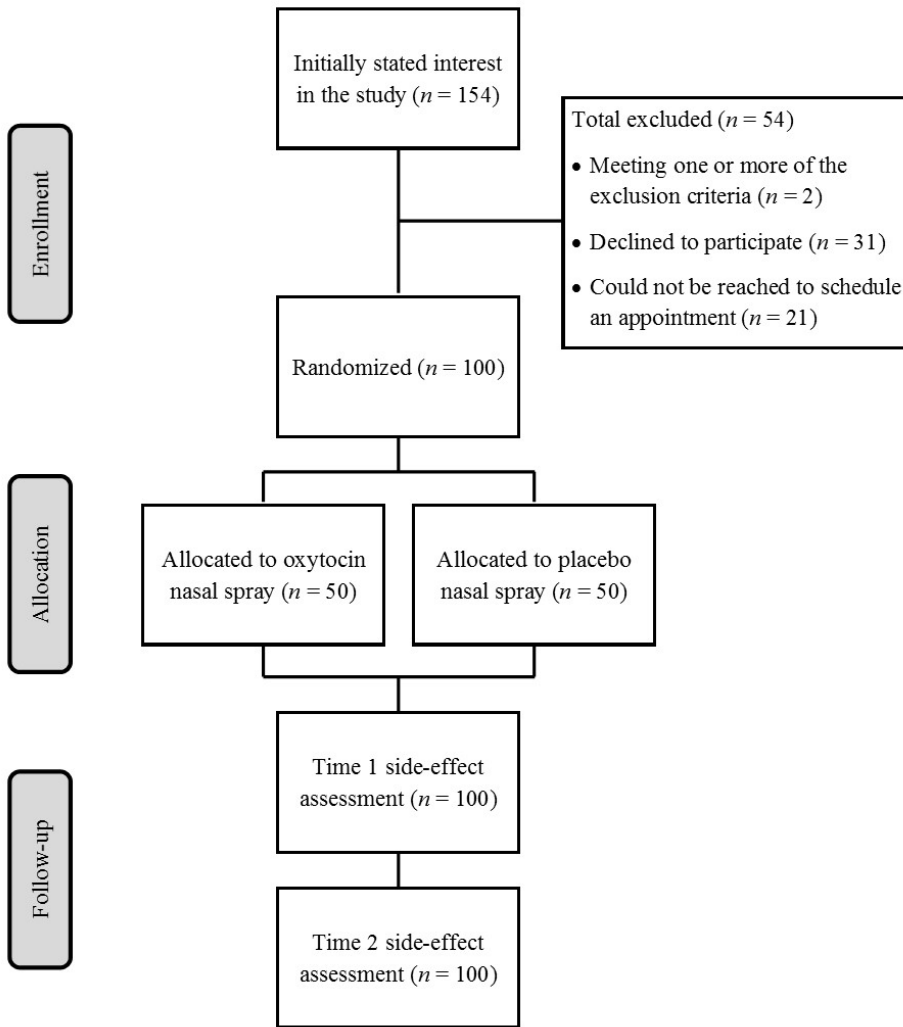 Initially stated interest
in the study (n = 154)
Total excluded (n = 54)
• Meeting one or more of the
exclusion criteria (n = 2)
• Declined to participate (n = 31)
• Could not be reached to schedule
an appointment (n = 21)
Enrollment
Randomized (n = 100)
Allocation
Allocated to oxytocin
nasal spray (n = 50)
Allocated to placebo
nasal spray (n = 50)
Follow-up
Time 1 side-effect
assessment (n = 100)
Time 2 side-effect
assessment (n = 100)